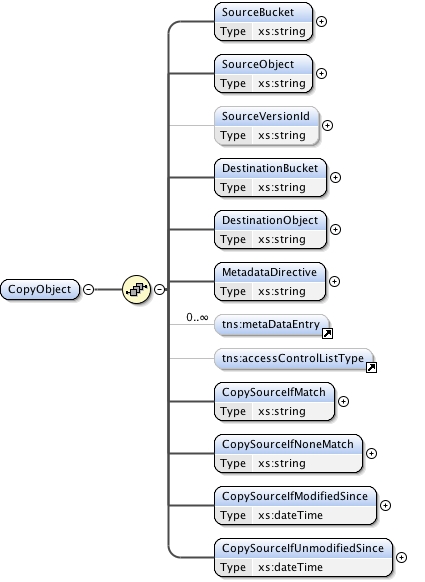 SourceBucket
Type xs:string
SourceObject
Type xs:string
SourceVersionId
Type xs:string
DestinationBucket
Type xs:string
DestinationObject
Type xs:string
CopyObject
MetadataDirective
Type xs:string
0..∞
tns:metaDataEntry
tns:accessControlListType
CopySourceIfMatch
Type xs:string
CopySourceIfNoneMatch
Type xs:string
CopySourceIfModifiedSince
Type xs:dateTime
CopySourceIfUnmodifiedSince
Type xs:dateTime